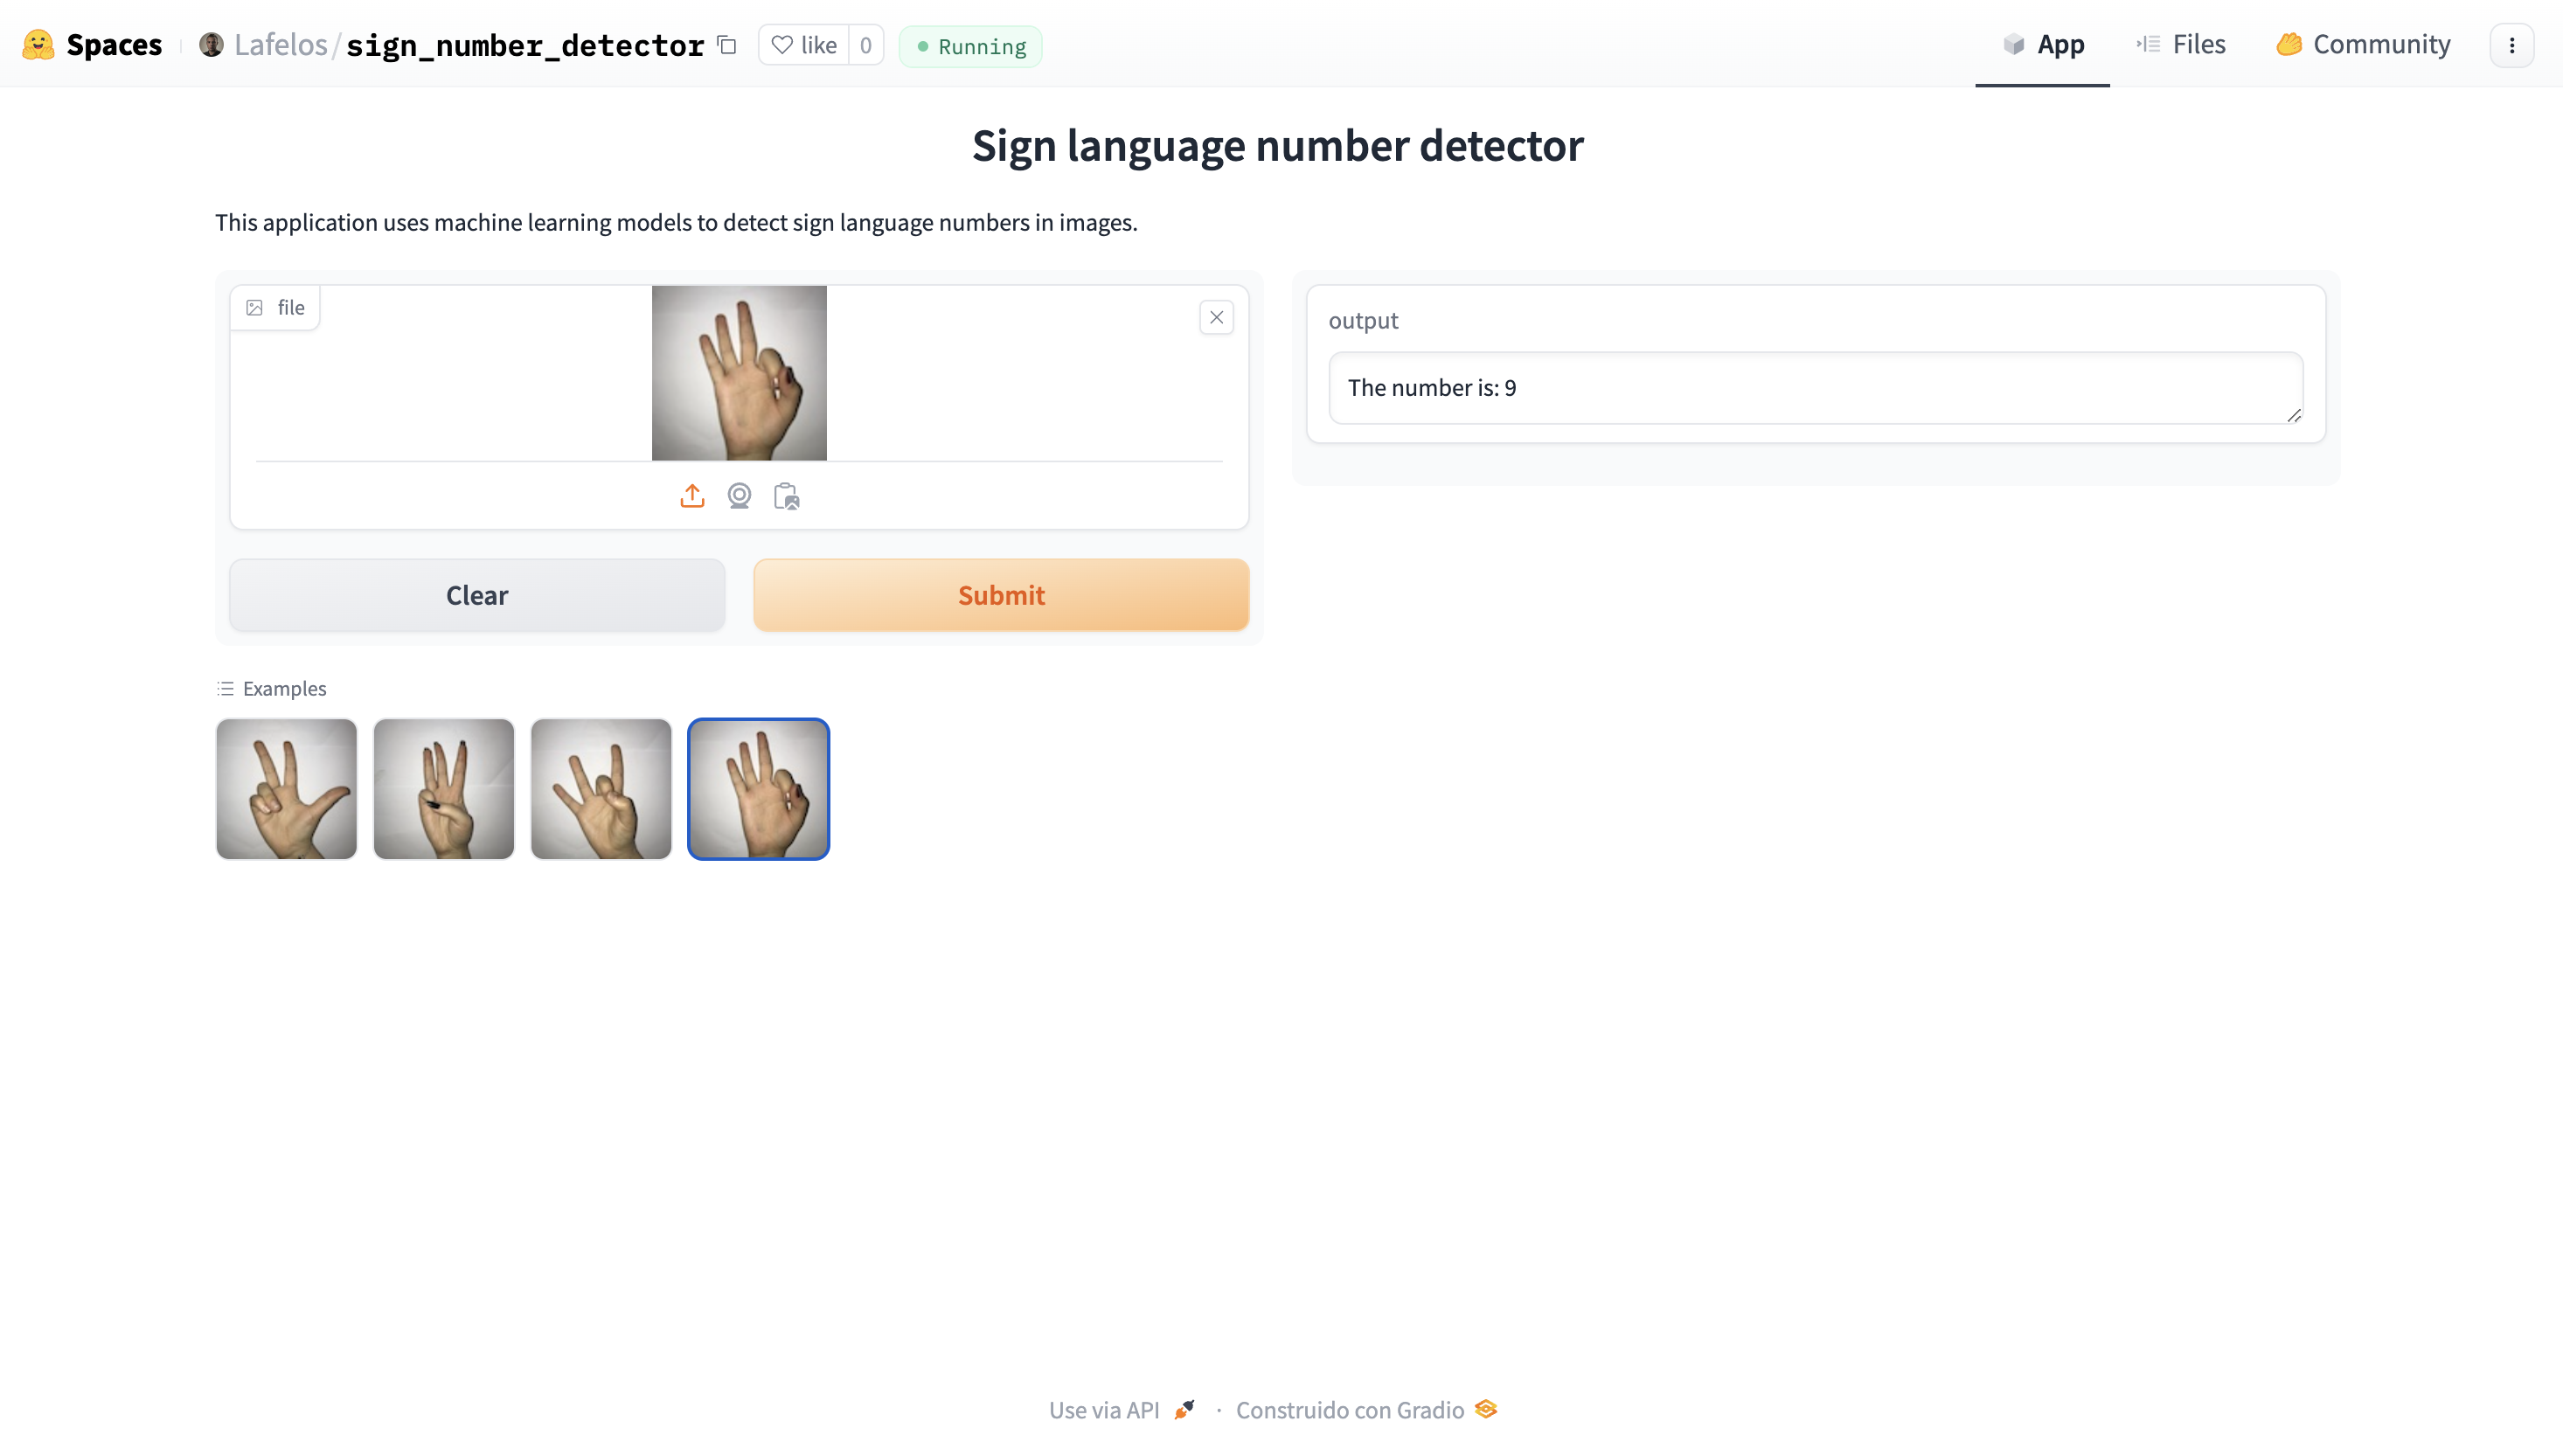 Spaces
Lafelos/sign_number_detector
like 0
Running
App
Files
Community
Sign language number detector
This application uses machine learning models to detect sign language numbers in images.
file
output
The number is: 9
Clear
Submit
Examples
Use via API · Construido con Gradio